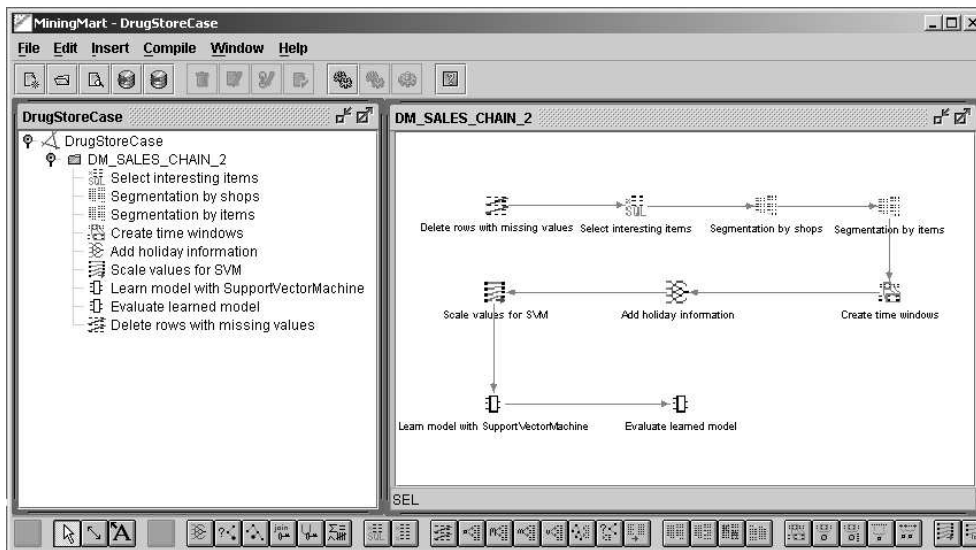 MiningMart - DrugStoreCase
File Edit Insert Compile Window Help
DrugStoreCase
DrugStoreCase
DM_SALES_CHAIN_2
Select interesting items
Segmentation by shops
Segmentation by items
Create time windows
Add holiday information
Scale values for SVM
Learn model with SupportVectorMachine
Evaluate learned model
Delete rows with missing values
DM_SALES_CHAIN_2
Delete rows with missing values Select interesting items Segmentation by shops Segmentation by items
Scale values for SVM Add holiday information Create time windows
Learn model with SupportVectorMachine Evaluate learned model
SEL